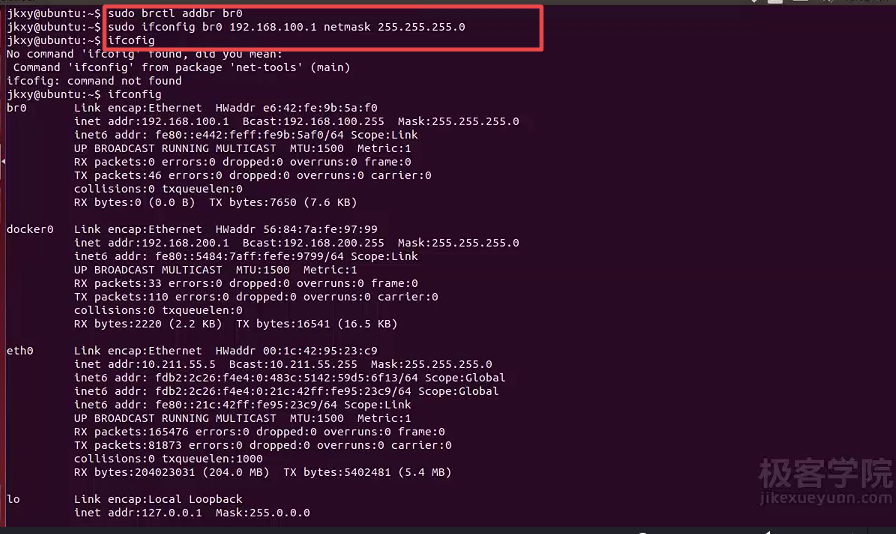 jkxy@ubuntu:~$ sudo brctl addbr br0
jkxy@ubuntu:~$ sudo ifconfig br0 192.168.100.1 netmask 255.255.255.0
jkxy@ubuntu:~$ ifcofig
No command 'ifcofig' found, did you mean:
 Command 'ifconfig' from package 'net-tools' (main)
ifcofig: command not found
jkxy@ubuntu:~$ ifconfig
br0       Link encap:Ethernet  HWaddr e6:42:fe:9b:5a:f0
          inet addr:192.168.100.1  Bcast:192.168.100.255  Mask:255.255.255.0
          inet6 addr: fe80::e442:feff:fe9b:5af0/64 Scope:Link
          UP BROADCAST RUNNING MULTICAST  MTU:1500  Metric:1
          RX packets:0 errors:0 dropped:0 overruns:0 frame:0
          TX packets:46 errors:0 dropped:0 overruns:0 carrier:0
          collisions:0 txqueuelen:0
          RX bytes:0 (0.0 B)  TX bytes:7650 (7.6 KB)
docker0   Link encap:Ethernet  HWaddr 56:84:7a:fe:97:99
          inet addr:192.168.200.1  Bcast:192.168.200.255  Mask:255.255.255.0
          inet6 addr: fe80::5484:7aff:fefe:9799/64 Scope:Link
          UP BROADCAST MULTICAST  MTU:1500  Metric:1
          RX packets:33 errors:0 dropped:0 overruns:0 frame:0
          TX packets:110 errors:0 dropped:0 overruns:0 carrier:0
          collisions:0 txqueuelen:0
          RX bytes:2220 (2.2 KB)  TX bytes:16541 (16.5 KB)
eth0      Link encap:Ethernet  HWaddr 00:1c:42:95:23:c9
          inet addr:10.211.55.5  Bcast:10.211.55.255  Mask:255.255.255.0
          inet6 addr: fdb2:2c26:f4e4:0:483c:5142:59d5:6f13/64 Scope:Global
          inet6 addr: fdb2:2c26:f4e4:0:21c:42ff:fe95:23c9/64 Scope:Global
          inet6 addr: fe80::21c:42ff:fe95:23c9/64 Scope:Link
          UP BROADCAST RUNNING MULTICAST  MTU:1500  Metric:1
          RX packets:165476 errors:0 dropped:0 overruns:0 frame:0
          TX packets:81873 errors:0 dropped:0 overruns:0 carrier:0
          collisions:0 txqueuelen:1000
          RX bytes:204023031 (204.0 MB)  TX bytes:5402481 (5.4 MB)
lo        Link encap:Local Loopback
          inet addr:127.0.0.1  Mask:255.0.0.0
极客学院
jikexueyuan.com